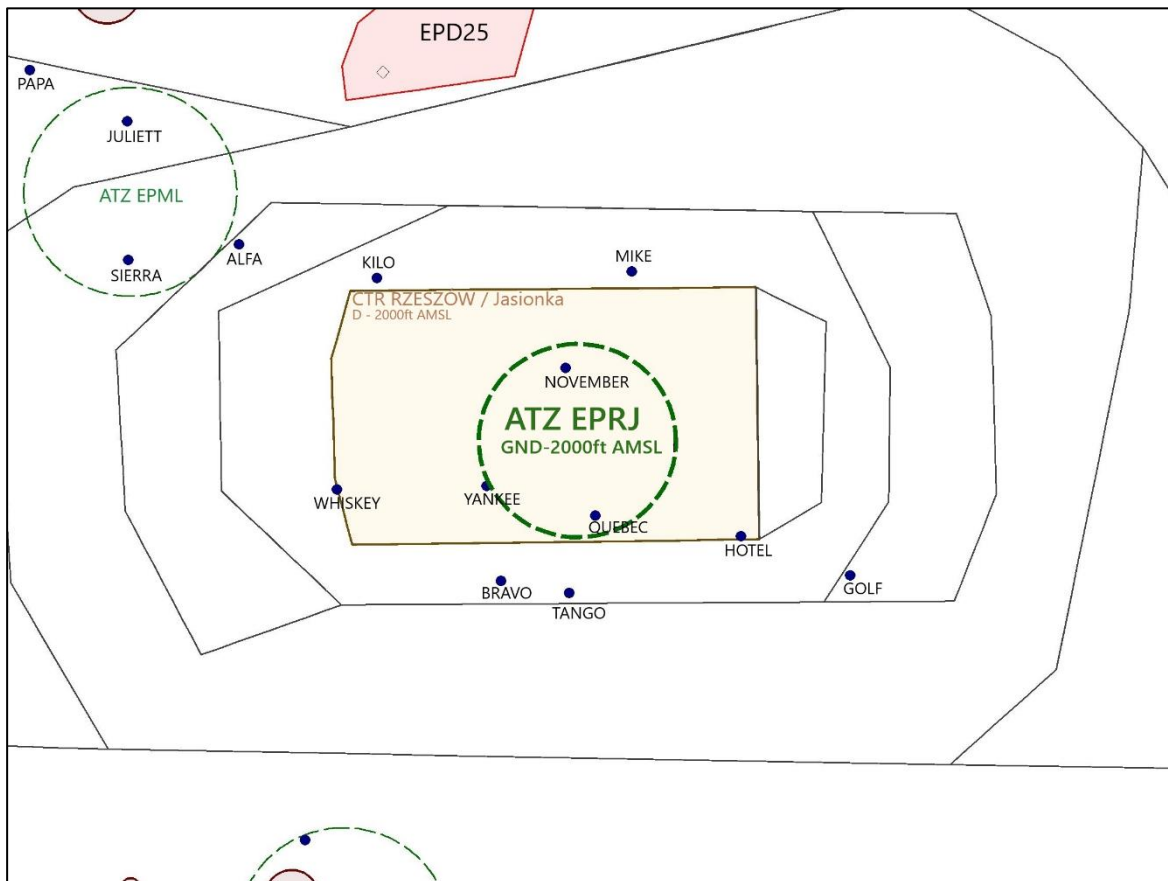 EPD25
PAPA
JULIETT
ATZ EPML
ALFA
SIERRA
KILO
MIKE
CTR RZESZOW / Jasionka
D - 2000ft AMSL
NOVEMBER
ATZ EPRJ
GND-2000ft AMSL
WHISKEY
YANKEE
QUEBEC
HOTEL
BRAVO
TANGO
GOLF